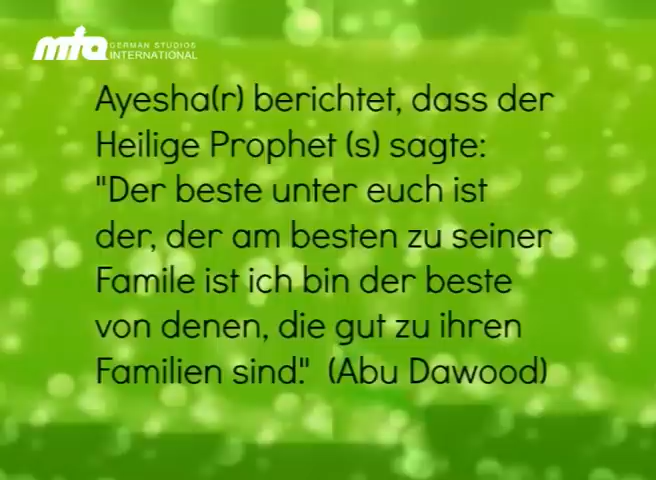 mta GERMAN STUDIOS
INTERNATIONAL
Ayesha(r) berichtet, dass der
Heilige Prophet (s) sagte:
"Der beste unter euch ist
der, der am besten zu seiner
Famile ist ich bin der beste
von denen, die gut zu ihren
Familien sind." (Abu Dawood)